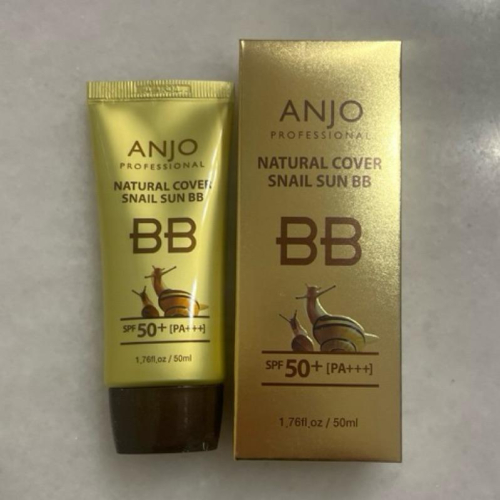 ANJO
PROFESSIONAL
NATURAL COVER
SNAIL SUN BB
BB
SPF 50+ [PA+++]
1,76fl,oz / 50ml
ANJO
PROFESSIONAL
NATURAL COVER
SNAIL SUN BB
BB
SPF 50+ [PA+++]
1,76fl,oz / 50ml